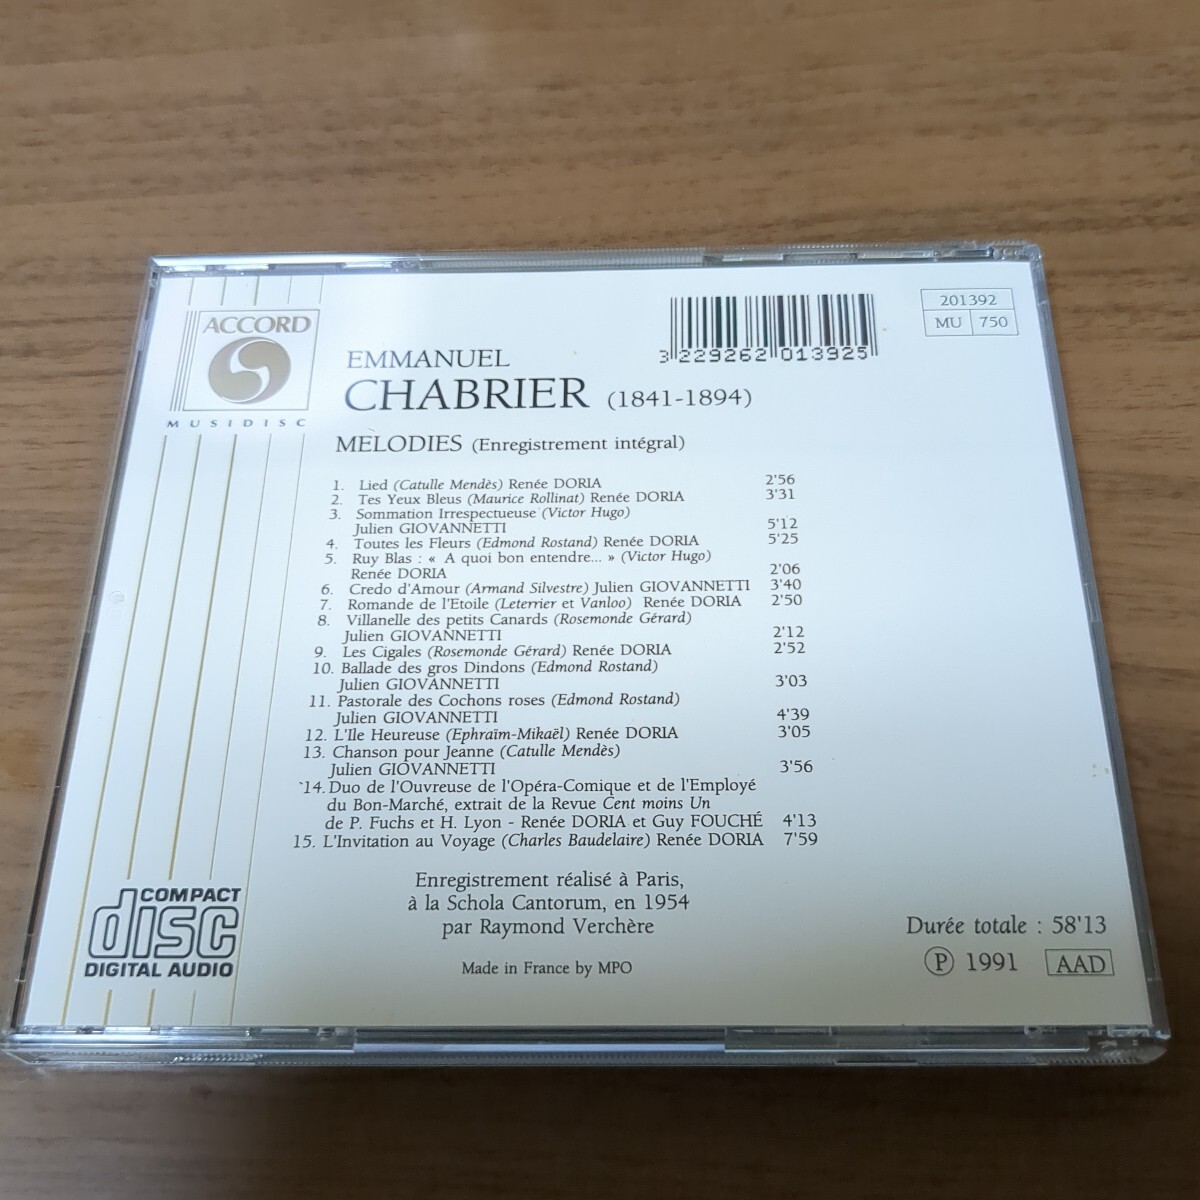 ACCORD
MUSIDISC
3 229262 013925
201392
MU 750
EMMANUEL
CHABRIER (1841-1894)
MELODIES (Enregistrement intégral)
1. Lied (Catulle Mendès) Renée DORIA 2'56
2. Tes Yeux Bleus (Maurice Rollinat) Renée DORIA 3'31
3. Sommation Irrespectueuse (Victor Hugo)
Julien GIOVANNETTI 5'12
4. Toutes les Fleurs (Edmond Rostand) Renée DORIA 5'25
5. Ruy Blas : « A quoi bon entendre... » (Victor Hugo)
Renée DORIA 2'06
6. Credo d'Amour (Armand Silvestre) Julien GIOVANNETTI 3'40
7. Romande de l'Etoile (Leterrier et Vanloo) Renée DORIA 2'50
8. Villanelle des petits Canards (Rosemonde Gérard)
Julien GIOVANNETTI 2'12
9. Les Cigales (Rosemonde Gérard) Renée DORIA 2'52
10. Ballade des gros Dindons (Edmond Rostand)
Julien GIOVANNETTI 3'03
11. Pastorale des Cochons roses (Edmond Rostand)
Julien GIOVANNETTI 4'39
12. L'Ile Heureuse (Ephraïm-Mikaël) Renée DORIA 3'05
13. Chanson pour Jeanne (Catulle Mendès)
Julien GIOVANNETTI 3'56
14. Duo de l'Ouvreuse de l'Opéra-Comique et de l'Employé
du Bon-Marché, extrait de la Revue Cent moins Un
de P. Fuchs et H. Lyon - Renée DORIA et Guy FOUCHÉ 4'13
15. L'Invitation au Voyage (Charles Baudelaire) Renée DORIA 7'59
Enregistrement réalisé à Paris,
à la Schola Cantorum, en 1954
par Raymond Verchère
Made in France by MPO
COMPACT
disc
DIGITAL AUDIO
Durée totale : 58'13
Ⓟ 1991 AAD